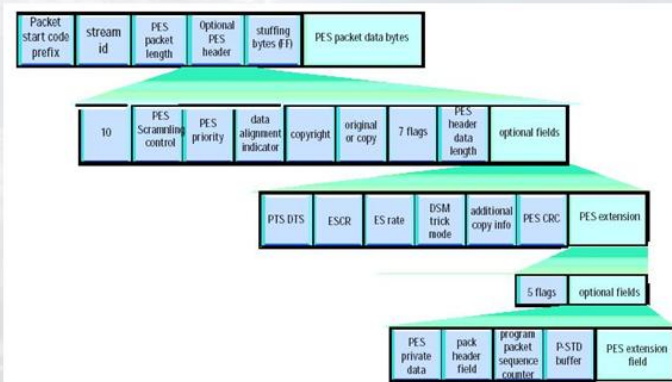 Packet start code prefix
stream id
PES packet length
Optional PES header
stuffing bytes (FF)
PES packet data bytes
10
PES Scramnling control
PES priority
data alignment indicator
copyright
original or copy
7 flags
PES header data length
optional fields
PTS DTS
ESCR
ES rate
DSM trick mode
additional copy info
PES CRC
PES extension
5 flags
optional fields
PES private data
pack header field
program packet sequence counter
P-STD buffer
PES extension field